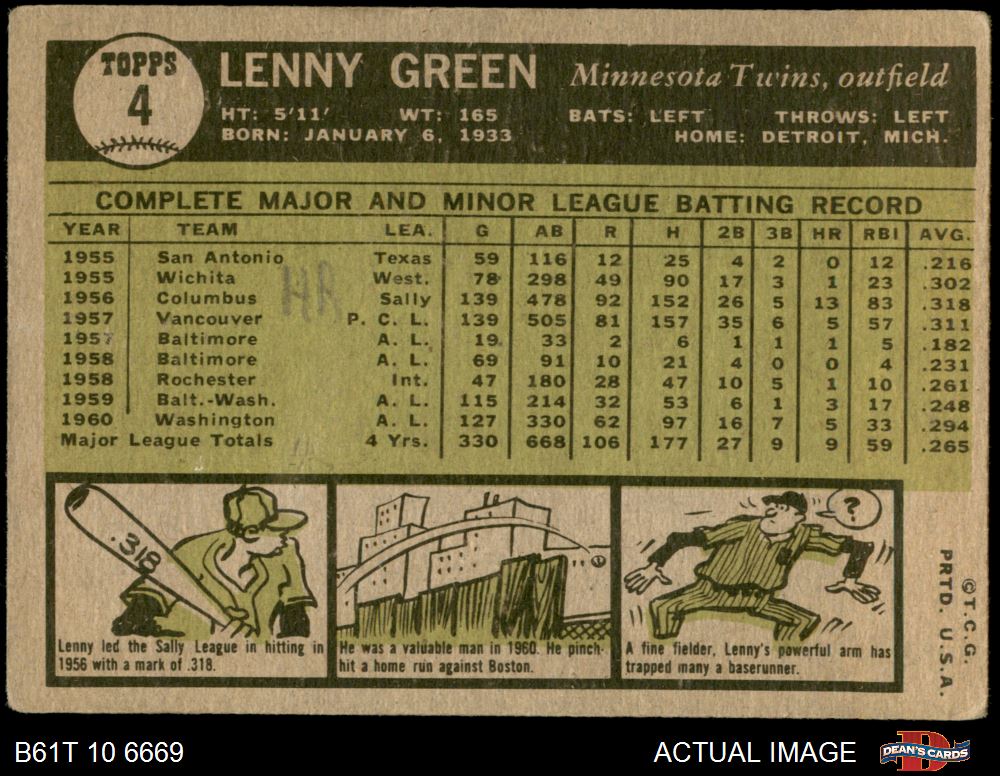 TOPPS
4
LENNY GREEN Minnesota Twins, outfield
HT: 5'11' WT: 165 BATS: LEFT THROWS: LEFT
BORN: JANUARY 6, 1933 HOME: DETROIT, MICH.
COMPLETE MAJOR AND MINOR LEAGUE BATTING RECORD
YEAR TEAM LEA. G AB R H 2B 3B HR RBI AVG.
1955 San Antonio Texas 59 116 12 25 4 2 0 12 .216
1955 Wichita West. 78 298 49 90 17 3 1 23 .302
1956 Columbus Sally 139 478 92 152 26 5 13 83 .318
1957 Vancouver P. C. L. 139 505 81 157 35 6 5 57 .311
1957 Baltimore A. L. 19 33 2 6 1 1 1 5 .182
1958 Baltimore A. L. 69 91 10 21 4 0 0 4 .231
1958 Rochester Int. 47 180 28 47 10 5 1 10 .261
1959 Balt.-Wash. A. L. 115 214 32 53 6 1 3 17 .248
1960 Washington A. L. 127 330 62 97 16 7 5 33 .294
Major League Totals 4 Yrs. 330 668 106 177 27 9 9 59 .265
.318
Lenny led the Sally League in hitting in
1956 with a mark of .318.
He was a valuable man in 1960. He pinch-
hit a home run against Boston.
?
A fine fielder, Lenny's powerful arm has
trapped many a baserunner.
© T. C. G.
PRTD. U. S. A.
B61T 10 6669
ACTUAL IMAGE
D
DEAN'S CARDS